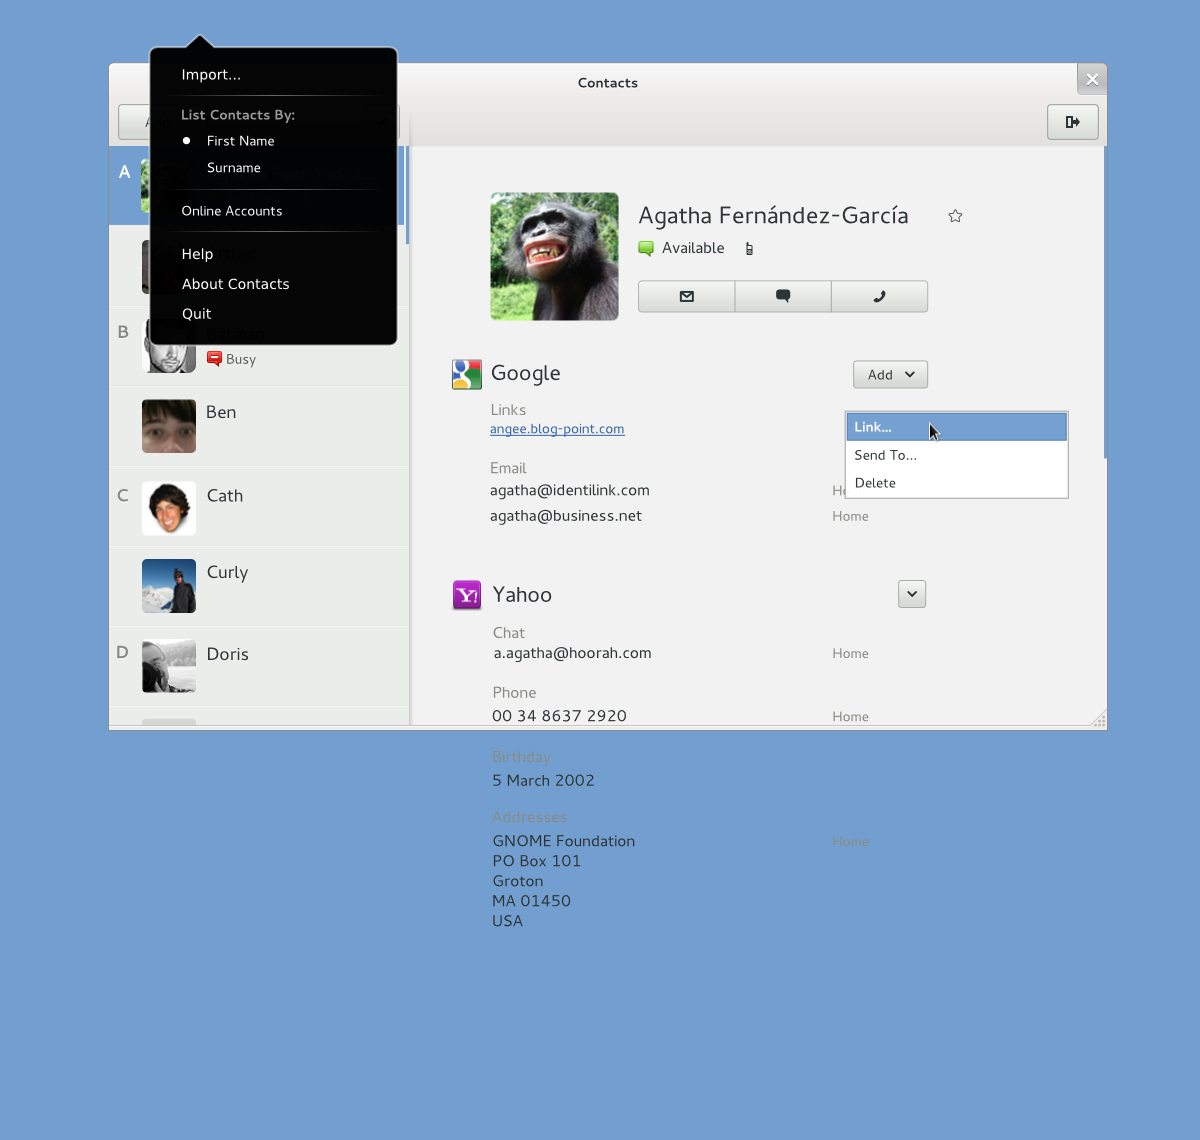 Contacts
Import...
List Contacts By:
First Name
Surname
Online Accounts
Help
About Contacts
Quit
A
B
Busy
Ben
C
Cath
Curly
D
Doris
Agatha Fernández-García
Available
Google
Add
Links
angee.blog-point.com
Link...
Send To...
Delete
Email
agatha@identilink.com
agatha@business.net
Home
Y!
Yahoo
Chat
a.agatha@hoorah.com
Home
Phone
00 34 8637 2920
Home
Birthday
5 March 2002
Addresses
GNOME Foundation
Home
PO Box 101
Groton
MA 01450
USA